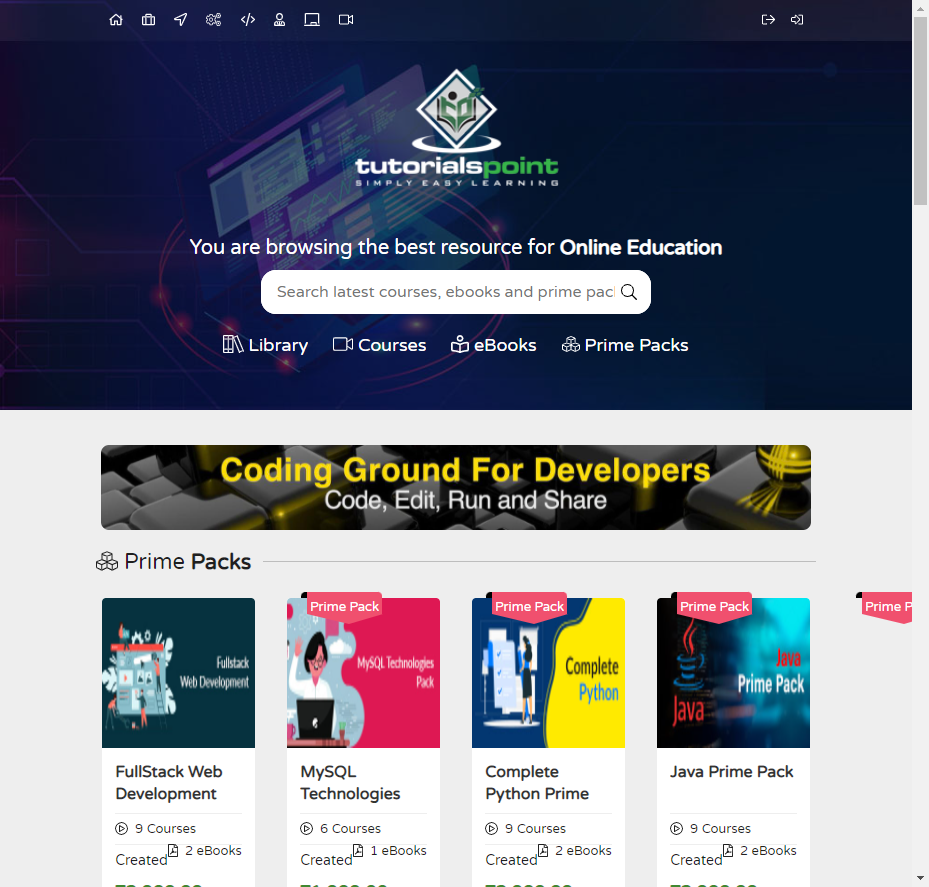 tutorialspoint
SIMPLY EASY LEARNING
You are browsing the best resource for Online Education
Search latest courses, ebooks and prime pac
Library Courses eBooks Prime Packs
Coding Ground For Developers
Code, Edit, Run and Share
Prime Packs
Fullstack
Web Development
FullStack Web
Development
9 Courses
2 eBooks
Created
Prime Pack
MySQL Technologies
Pack
MySQL
Technologies
6 Courses
1 eBooks
Created
Prime Pack
Complete
Python
Complete
Python Prime
9 Courses
2 eBooks
Created
Prime Pack
Java
Prime Pack
Java
Java Prime Pack
9 Courses
2 eBooks
Created
Prime P